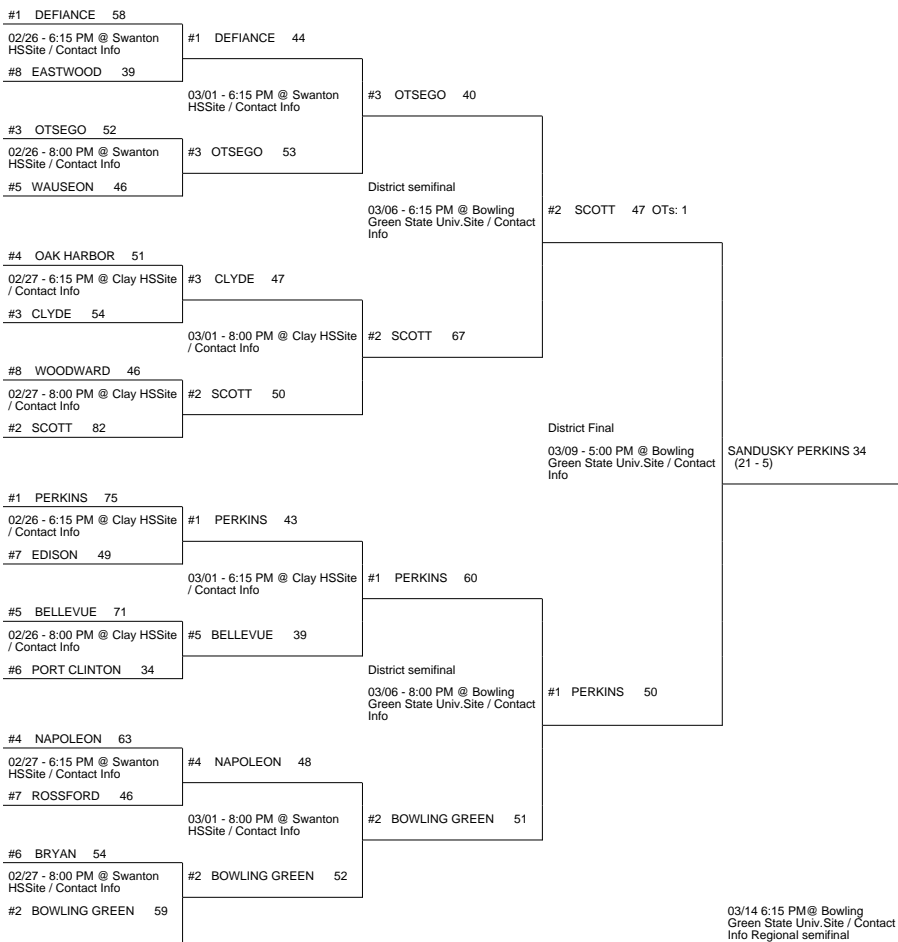 #1 DEFIANCE 58
02/26 - 6:15 PM @ Swanton
HSSite / Contact Info
#8 EASTWOOD 39
#1 DEFIANCE 44
03/01 - 6:15 PM @ Swanton
HSSite / Contact Info
#3 OTSEGO 52
02/26 - 8:00 PM @ Swanton
HSSite / Contact Info
#5 WAUSEON 46
#3 OTSEGO 53
#3 OTSEGO 40
District semifinal
03/06 - 6:15 PM @ Bowling
Green State Univ.Site / Contact
Info
#4 OAK HARBOR 51
02/27 - 6:15 PM @ Clay HSSite
/ Contact Info
#3 CLYDE 54
#3 CLYDE 47
03/01 - 8:00 PM @ Clay HSSite
/ Contact Info
#8 WOODWARD 46
02/27 - 8:00 PM @ Clay HSSite
/ Contact Info
#2 SCOTT 82
#2 SCOTT 50
#2 SCOTT 67
#2 SCOTT 47 OTs: 1
District Final
03/09 - 5:00 PM @ Bowling
Green State Univ.Site / Contact
Info
SANDUSKY PERKINS 34
(21 - 5)
#1 PERKINS 75
02/26 - 6:15 PM @ Clay HSSite
/ Contact Info
#7 EDISON 49
#1 PERKINS 43
03/01 - 6:15 PM @ Clay HSSite
/ Contact Info
#5 BELLEVUE 71
02/26 - 8:00 PM @ Clay HSSite
/ Contact Info
#6 PORT CLINTON 34
#5 BELLEVUE 39
#1 PERKINS 60
District semifinal
03/06 - 8:00 PM @ Bowling
Green State Univ.Site / Contact
Info
#1 PERKINS 50
#4 NAPOLEON 63
02/27 - 6:15 PM @ Swanton
HSSite / Contact Info
#7 ROSSFORD 46
#4 NAPOLEON 48
03/01 - 8:00 PM @ Swanton
HSSite / Contact Info
#2 BOWLING GREEN 51
#6 BRYAN 54
02/27 - 8:00 PM @ Swanton
HSSite / Contact Info
#2 BOWLING GREEN 59
#2 BOWLING GREEN 52
03/14 6:15 PM@ Bowling
Green State Univ.Site / Contact
Info Regional semifinal